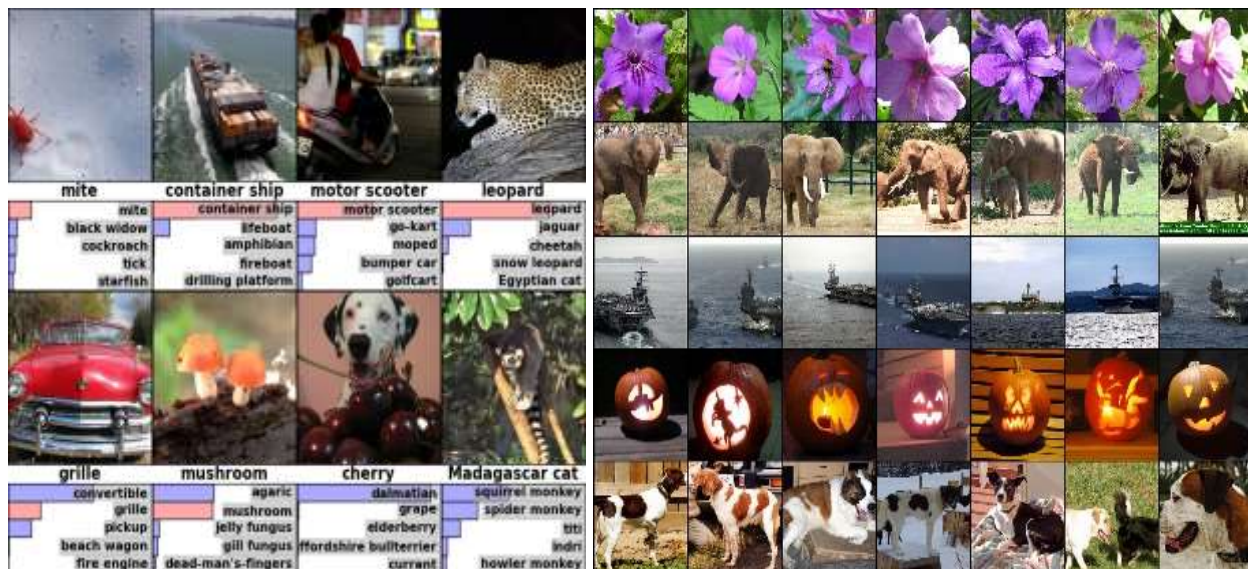 mite
container ship
motor scooter
leopard
mite
black widow
cockroach
tick
starfish
container ship
lifeboat
amphibian
fireboat
drilling platform
motor scooter
go-kart
moped
bumper car
golfcart
leopard
jaguar
cheetah
snow leopard
Egyptian cat
grille
mushroom
cherry
Madagascar cat
convertible
grille
pickup
beach wagon
fire engine
agaric
mushroom
jelly fungus
gill fungus
dead-man's-fingers
dalmatian
grape
elderberry
ffordshire bullterrier
currant
squirrel monkey
spider monkey
titi
indri
howler monkey